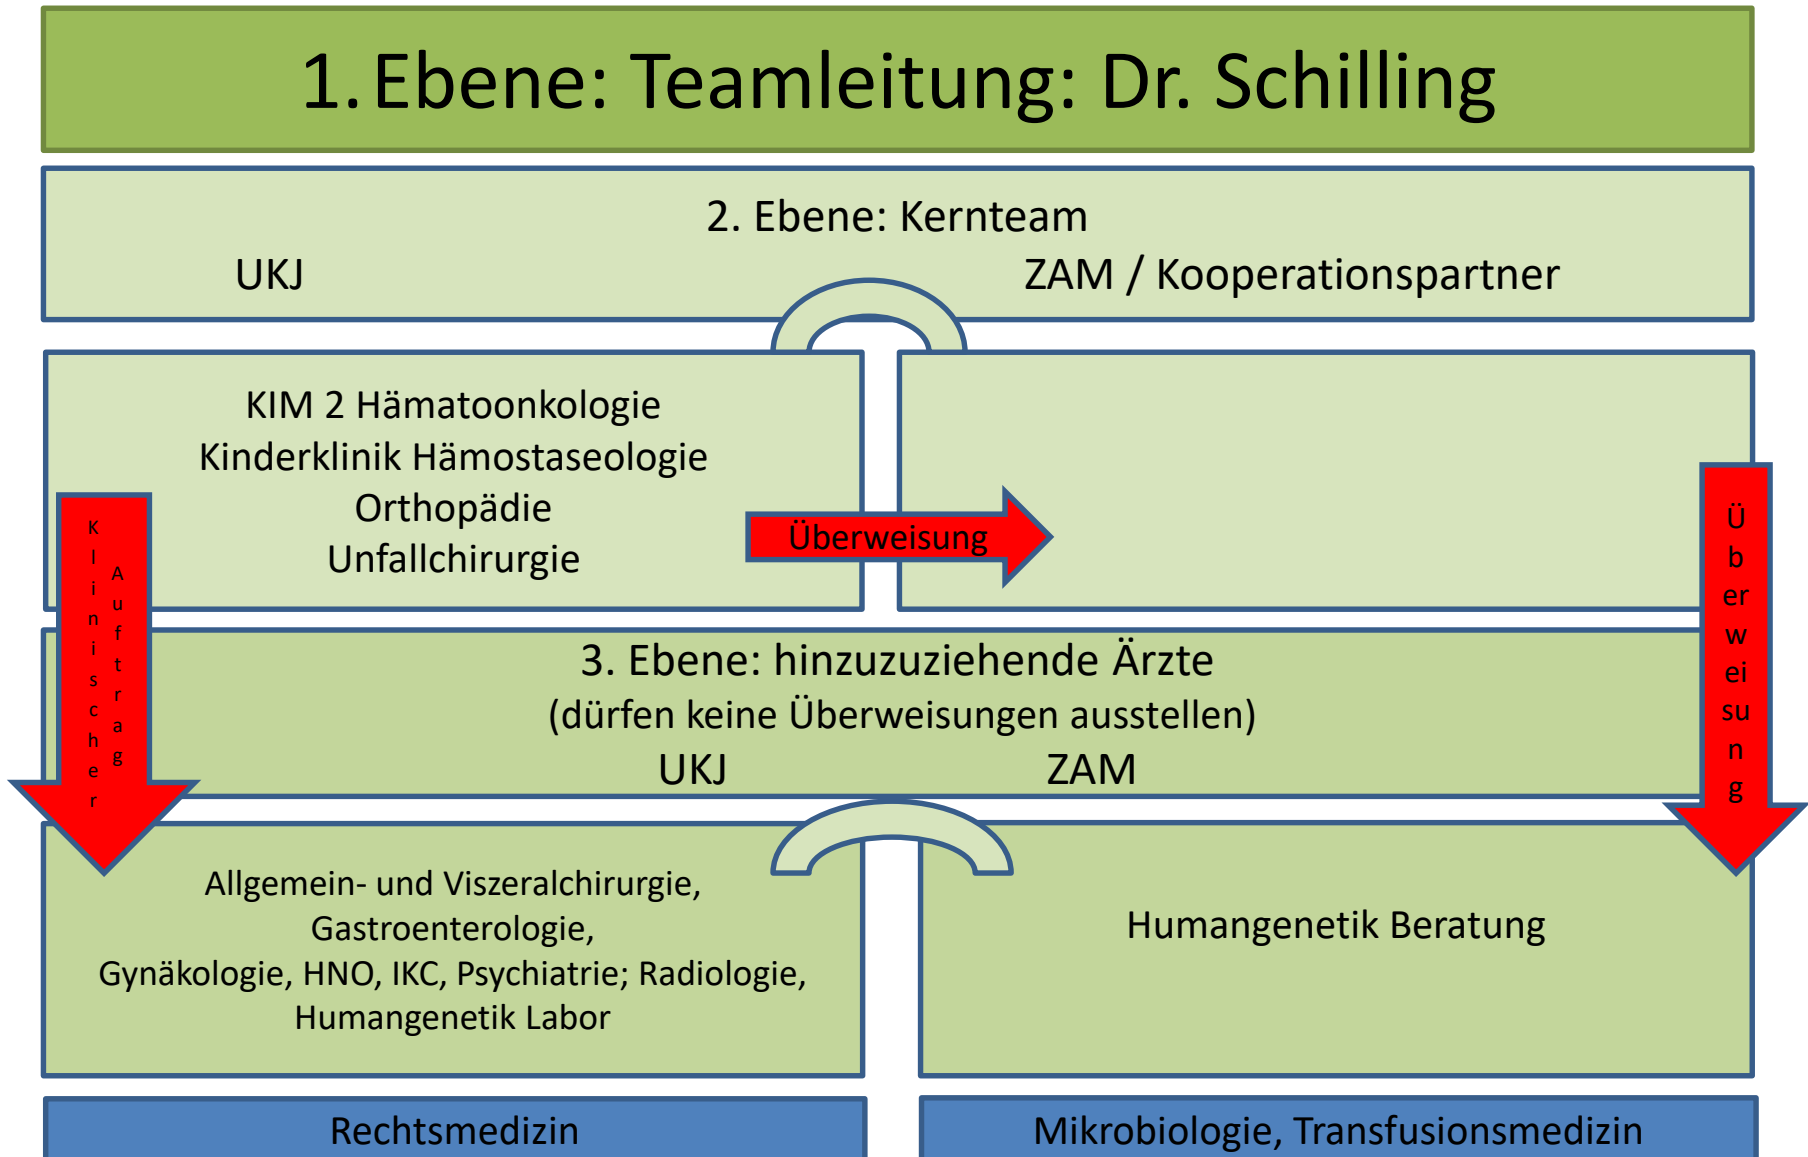 1. Ebene: Teamleitung: Dr. Schilling
2. Ebene: Kernteam
UKJ
ZAM / Kooperationspartner
KIM 2 Hämatoonkologie
Kinderklinik Hämostaseologie
Orthopädie
Unfallchirurgie
Überweisung
Klinischer
Auftrag
Überweisung
3. Ebene: hinzuzuziehende Ärzte
(dürfen keine Überweisungen ausstellen)
UKJ
ZAM
Allgemein- und Viszeralchirurgie,
Gastroenterologie,
Gynäkologie, HNO, IKC, Psychiatrie; Radiologie,
Humangenetik Labor
Humangenetik Beratung
Rechtsmedizin
Mikrobiologie, Transfusionsmedizin